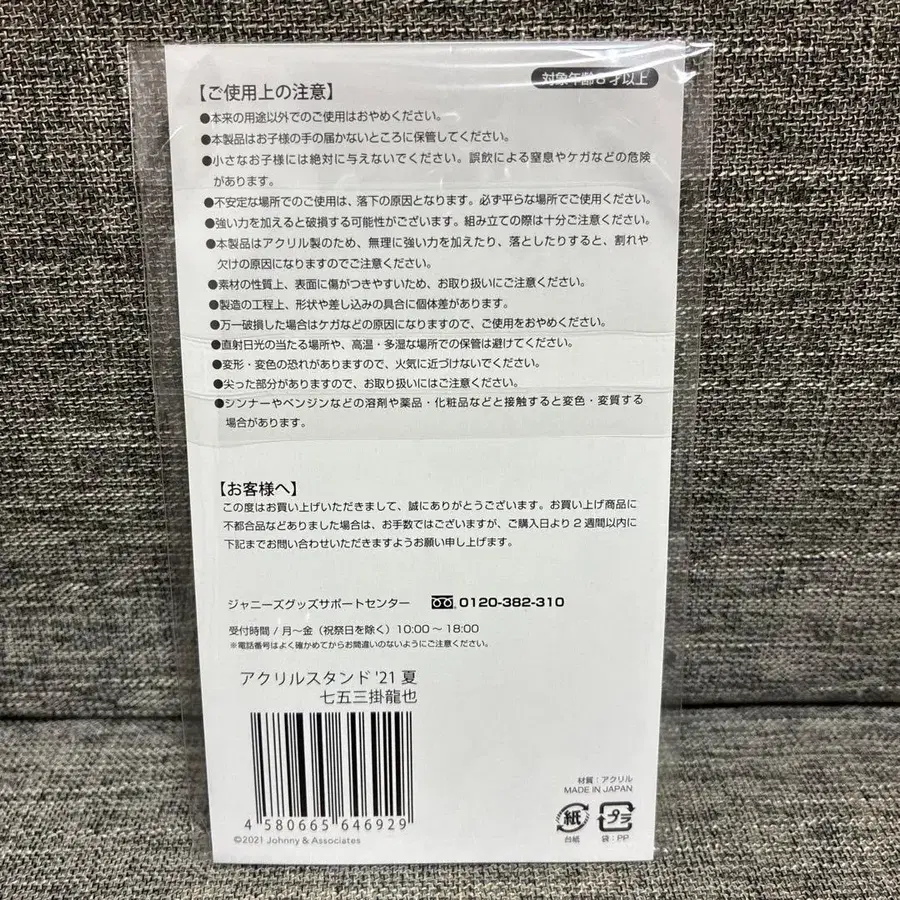 対象年齢6才以上
【ご使用上の注意】
●本来の用途以外でのご使用はおやめください。
●本製品はお子様の手の届かないところに保管してください。
●小さなお子様には絶対に与えないでください。誤飲による窒息やケガなどの危険
があります。
●不安定な場所でのご使用は、落下の原因となります。必ず平らな場所でご使用ください。
●強い力を加えると破損する可能性がございます。組み立ての際は十分ご注意ください。
●本製品はアクリル製のため、無理に強い力を加えたり、落としたりすると、割れや
欠けの原因になりますのでご注意ください。
●素材の性質上、表面に傷がつきやすいため、お取り扱いにご注意ください。
●製造の工程上、形状や差し込みの具合に個体差があります。
●万一破損した場合はケガなどの原因になりますので、ご使用をおやめください。
●直射日光の当たる場所や、高温・多湿な場所での保管は避けてください。
●変形・変色の恐れがありますので、火気に近づけないでください。
●尖った部分がありますので、お取り扱いにはご注意ください。
●シンナーやベンジンなどの溶剤や薬品・化粧品などと接触すると変色・変質する
場合があります。
【お客様へ】
この度はお買い上げいただきまして、誠にありがとうございます。お買い上げ商品に
不都合品などありました場合は、お手数ではございますが、ご購入日より2週間以内に
下記までお問い合わせいただきますようお願い申し上げます。
ジャニーズグッズサポートセンター 0120-382-310
受付時間/月～金（祝祭日を除く）10:00～18:00
※電話番号はよく確かめてからお間違いのないようにご注意ください。
アクリルスタンド'21夏
七五三掛龍也
4 580665 646929
©2021 Johnny & Associates
材質：アクリル
MADE IN JAPAN
紙 プラ
台紙 袋：PP